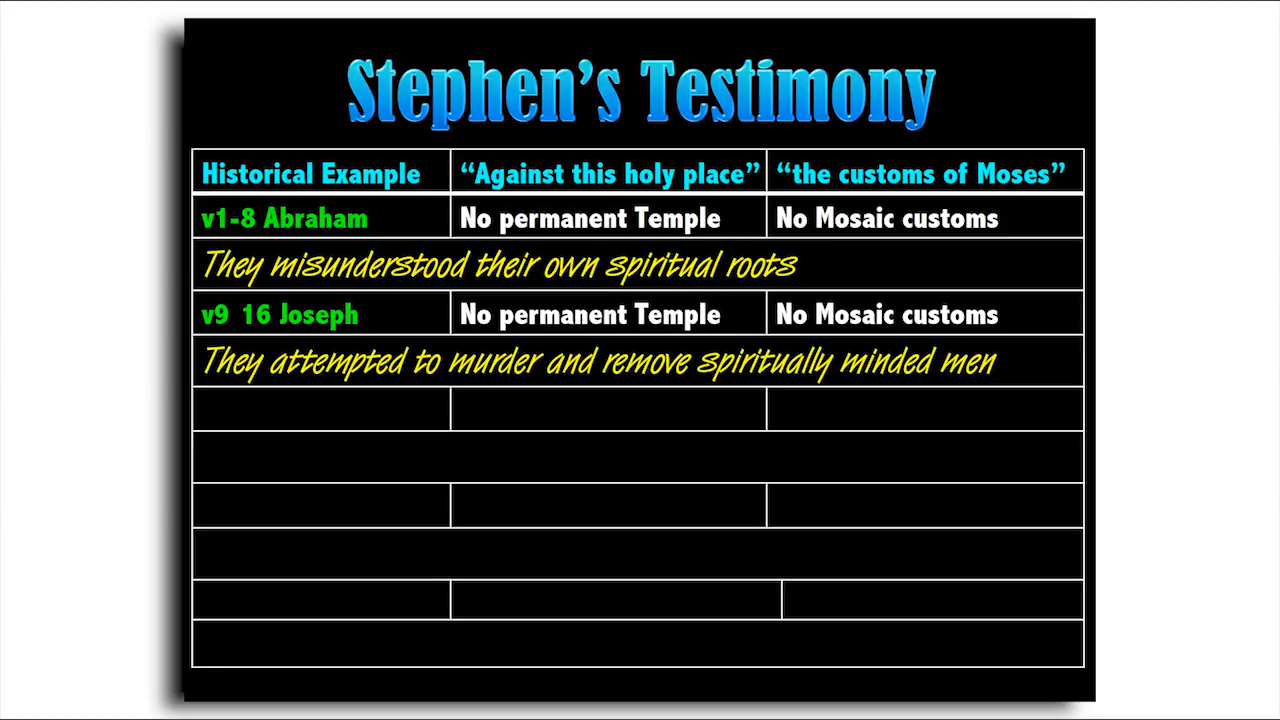 Stephen’s Testimony
Historical Example “Against this holy place” “the customs of Moses”
v1-8 Abraham No permanent Temple No Mosaic customs
They misunderstood their own spiritual roots
v9 16 Joseph No permanent Temple No Mosaic customs
They attempted to murder and remove spiritually minded men